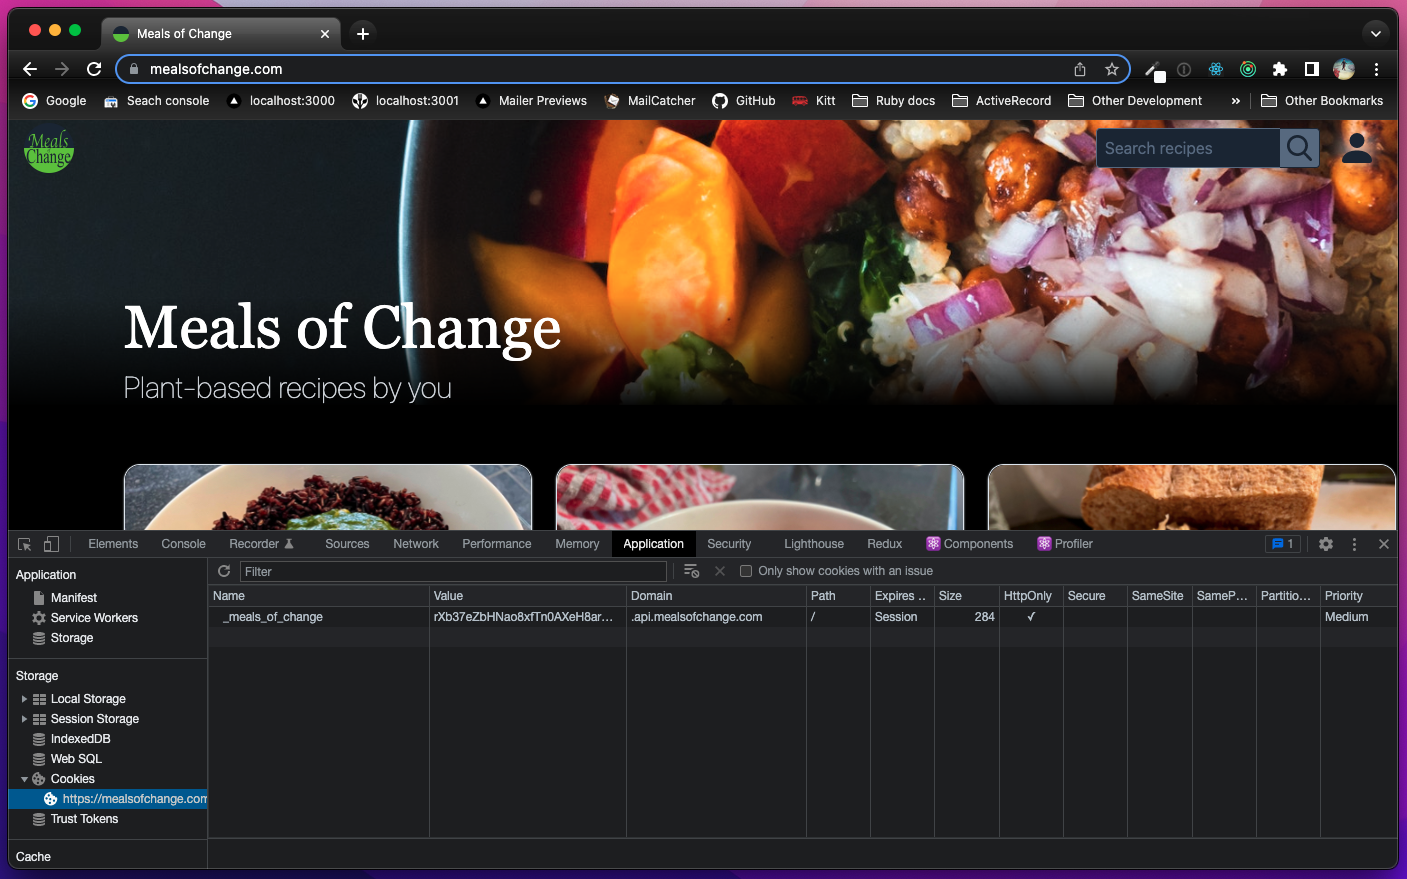 Meals of Change
mealsofchange.com
Google
Seach console
localhost:3000
localhost:3001
Mailer Previews
MailCatcher
GitHub
Kitt
Ruby docs
ActiveRecord
Other Development
»
Other Bookmarks
Meals
Change
Search recipes
Meals of Change
Plant-based recipes by you
Elements
Console
Recorder
Sources
Network
Performance
Memory
Application
Security
Lighthouse
Redux
Components
Profiler
1
Application
Manifest
Service Workers
Storage
Storage
Local Storage
Session Storage
IndexedDB
Web SQL
Cookies
https://mealsofchange.com
Trust Tokens
Cache
Filter
Only show cookies with an issue
Name Value Domain Path Expires .. Size HttpOnly Secure SameSite SameP... Partitio... Priority
_meals_of_change rXb37eZbHNao8xfTn0AXeH8ar... .api.mealsofchange.com / Session 284 ✓ Medium